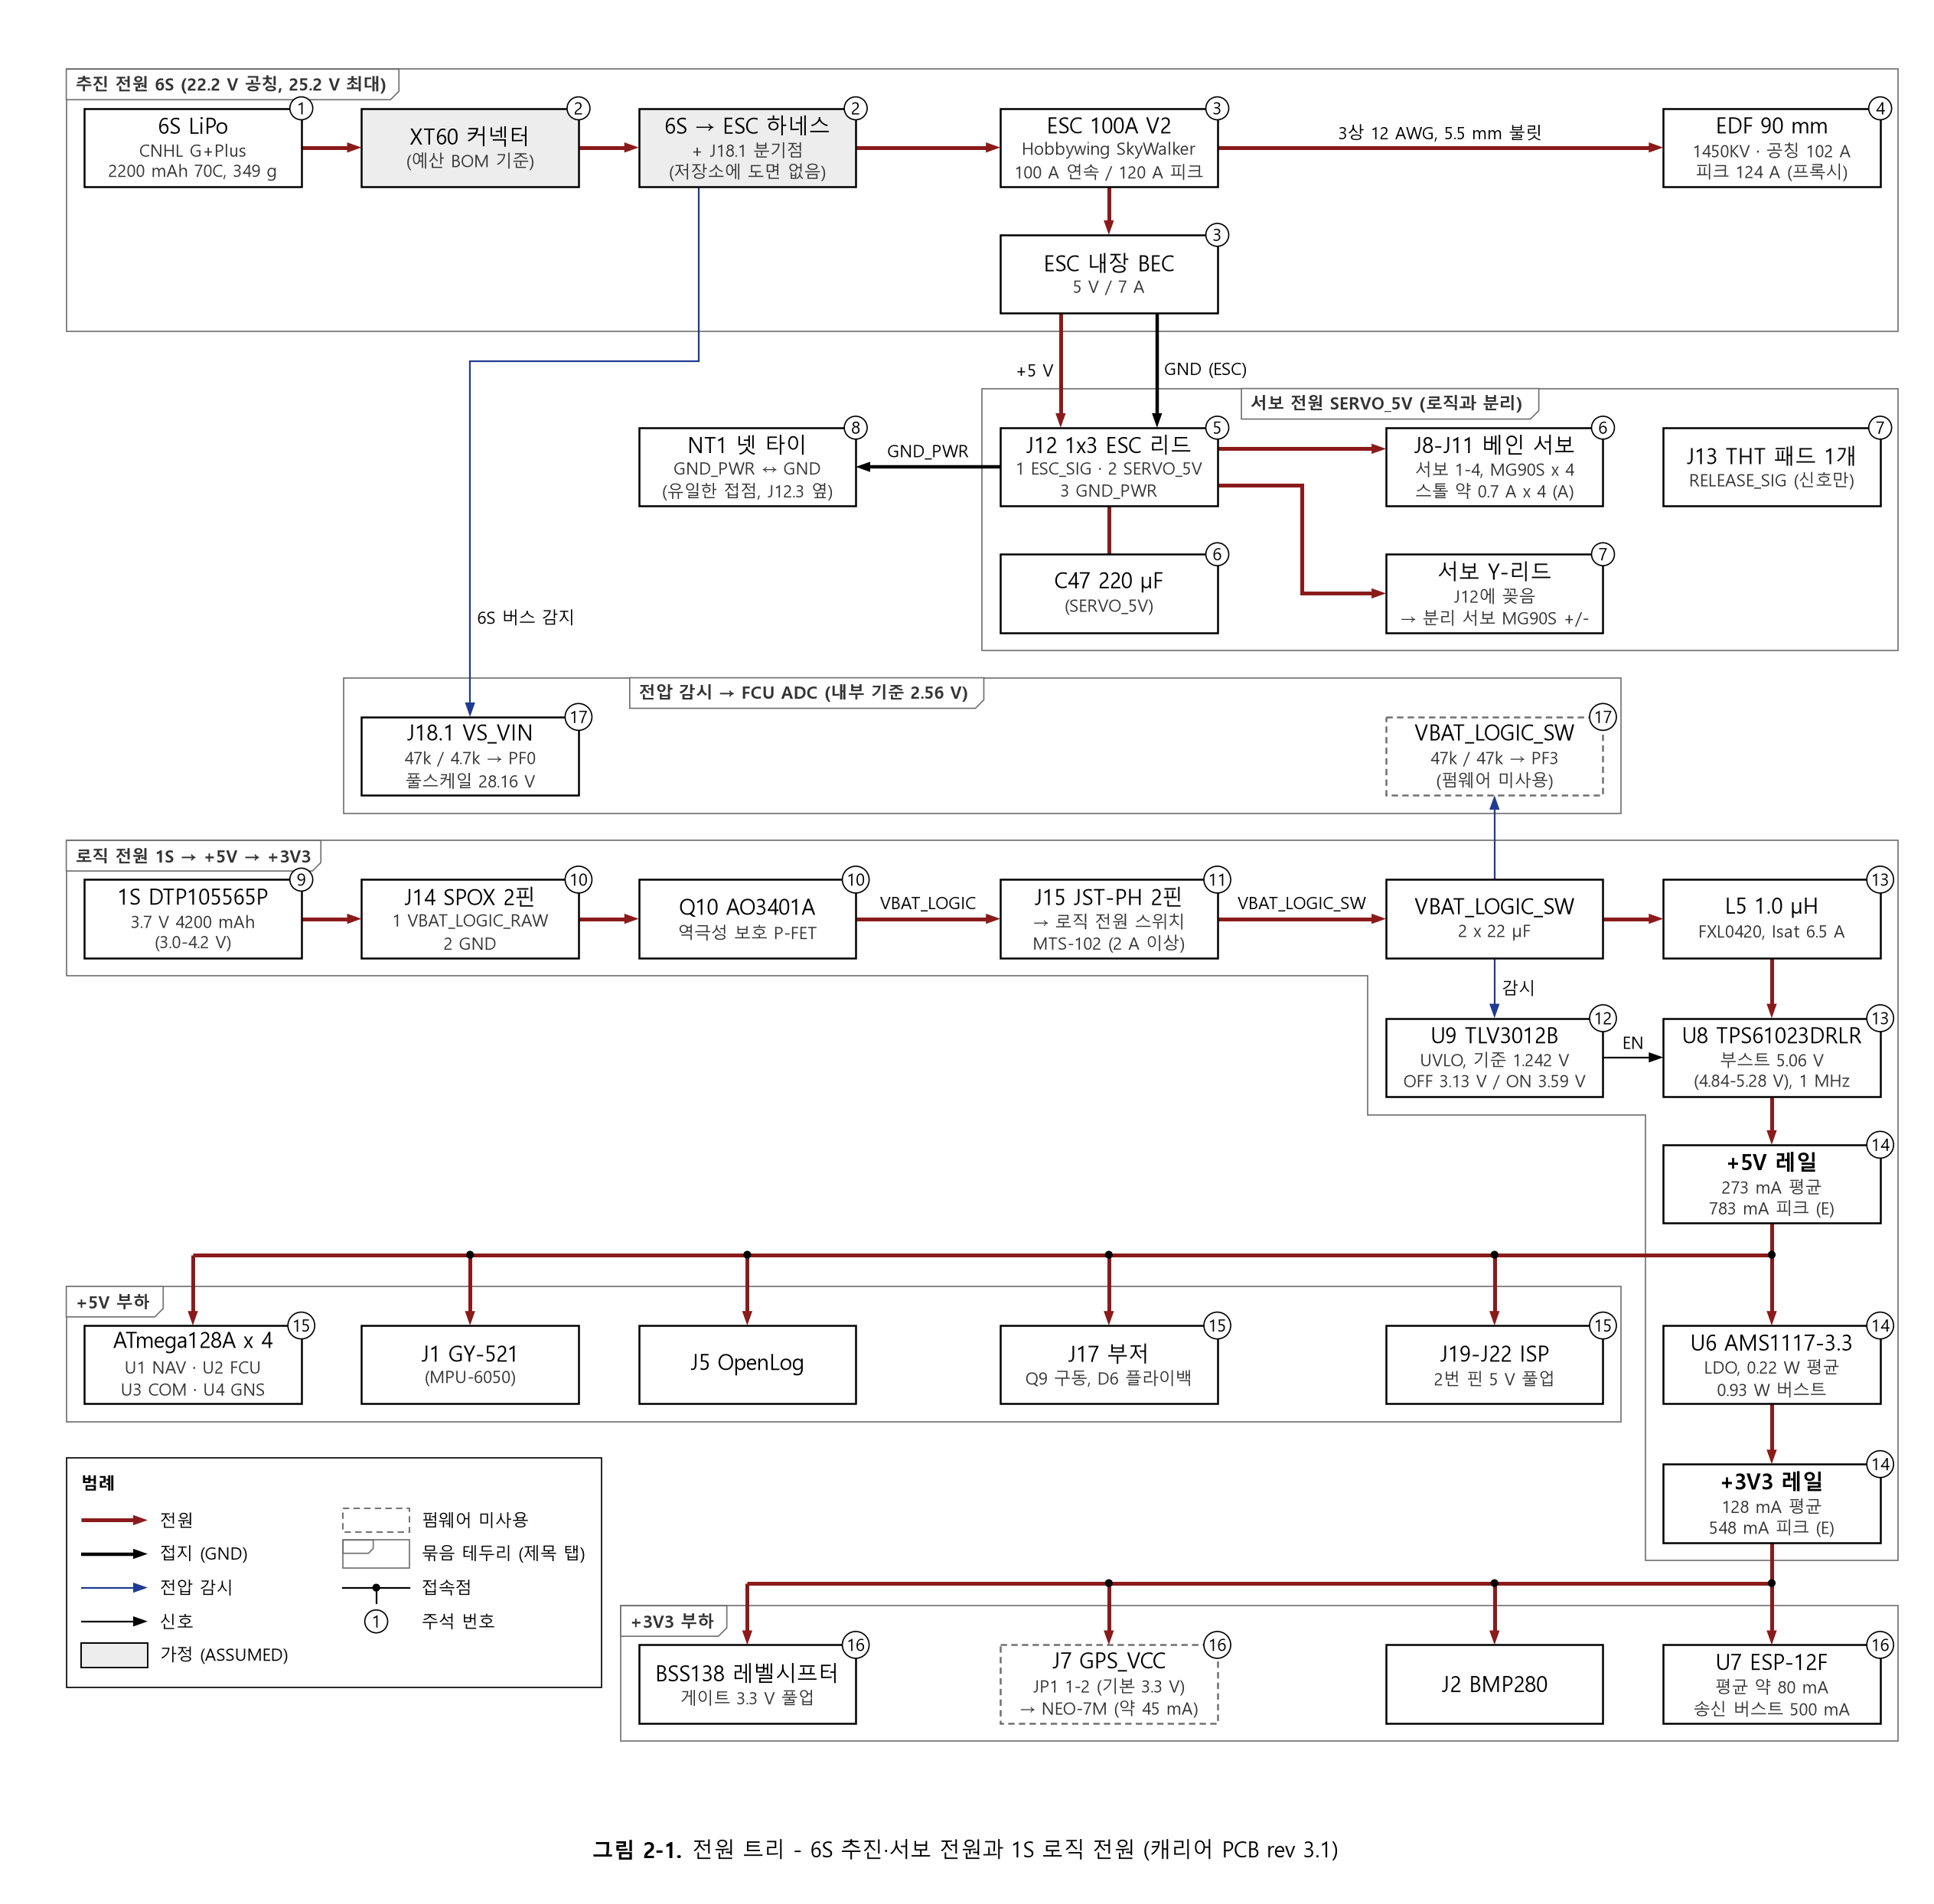 추진 전원 6S (22.2 V 공칭, 25.2 V 최대)
1
6S LiPo
CNHL G+Plus
2200 mAh 70C, 349 g
2
XT60 커넥터
(예산 BOM 기준)
2
6S → ESC 하네스
+ J18.1 분기점
(저장소에 도면 없음)
3
ESC 100A V2
Hobbywing SkyWalker
100 A 연속 / 120 A 피크
3상 12 AWG, 5.5 mm 불릿
4
EDF 90 mm
1450KV · 공칭 102 A
피크 124 A (프록시)
3
ESC 내장 BEC
5 V / 7 A
+5 V
GND (ESC)
서보 전원 SERVO_5V (로직과 분리)
8
NT1 넷 타이
GND_PWR ↔ GND
(유일한 접점, J12.3 옆)
GND_PWR
5
J12 1x3 ESC 리드
1 ESC_SIG · 2 SERVO_5V
3 GND_PWR
6
J8-J11 베인 서보
서보 1-4, MG90S x 4
스톨 약 0.7 A x 4 (A)
7
J13 THT 패드 1개
RELEASE_SIG (신호만)
6
C47 220 µF
(SERVO_5V)
7
서보 Y-리드
J12에 꽂음
→ 분리 서보 MG90S +/-
6S 버스 감지
전압 감시 → FCU ADC (내부 기준 2.56 V)
17
J18.1 VS_VIN
47k / 4.7k → PF0
풀스케일 28.16 V
17
VBAT_LOGIC_SW
47k / 47k → PF3
(펌웨어 미사용)
로직 전원 1S → +5V → +3V3
9
1S DTP105565P
3.7 V 4200 mAh
(3.0-4.2 V)
10
J14 SPOX 2핀
1 VBAT_LOGIC_RAW
2 GND
10
Q10 AO3401A
역극성 보호 P-FET
VBAT_LOGIC
11
J15 JST-PH 2핀
→ 로직 전원 스위치
MTS-102 (2 A 이상)
VBAT_LOGIC_SW
VBAT_LOGIC_SW
2 x 22 µF
13
L5 1.0 µH
FXL0420, Isat 6.5 A
감시
12
U9 TLV3012B
UVLO, 기준 1.242 V
OFF 3.13 V / ON 3.59 V
EN
13
U8 TPS61023DRLR
부스트 5.06 V
(4.84-5.28 V), 1 MHz
14
+5V 레일
273 mA 평균
783 mA 피크 (E)
+5V 부하
15
ATmega128A x 4
U1 NAV · U2 FCU
U3 COM · U4 GNS
J1 GY-521
(MPU-6050)
J5 OpenLog
15
J17 부저
Q9 구동, D6 플라이백
15
J19-J22 ISP
2번 핀 5 V 풀업
14
U6 AMS1117-3.3
LDO, 0.22 W 평균
0.93 W 버스트
14
+3V3 레일
128 mA 평균
548 mA 피크 (E)
범례
전원
접지 (GND)
전압 감시
신호
가정 (ASSUMED)
펌웨어 미사용
묶음 테두리 (제목 탭)
접속점
1
주석 번호
+3V3 부하
16
BSS138 레벨시프터
게이트 3.3 V 풀업
16
J7 GPS_VCC
JP1 1-2 (기본 3.3 V)
→ NEO-7M (약 45 mA)
J2 BMP280
16
U7 ESP-12F
평균 약 80 mA
송신 버스트 500 mA
그림 2-1. 전원 트리 - 6S 추진·서보 전원과 1S 로직 전원 (캐리어 PCB rev 3.1)